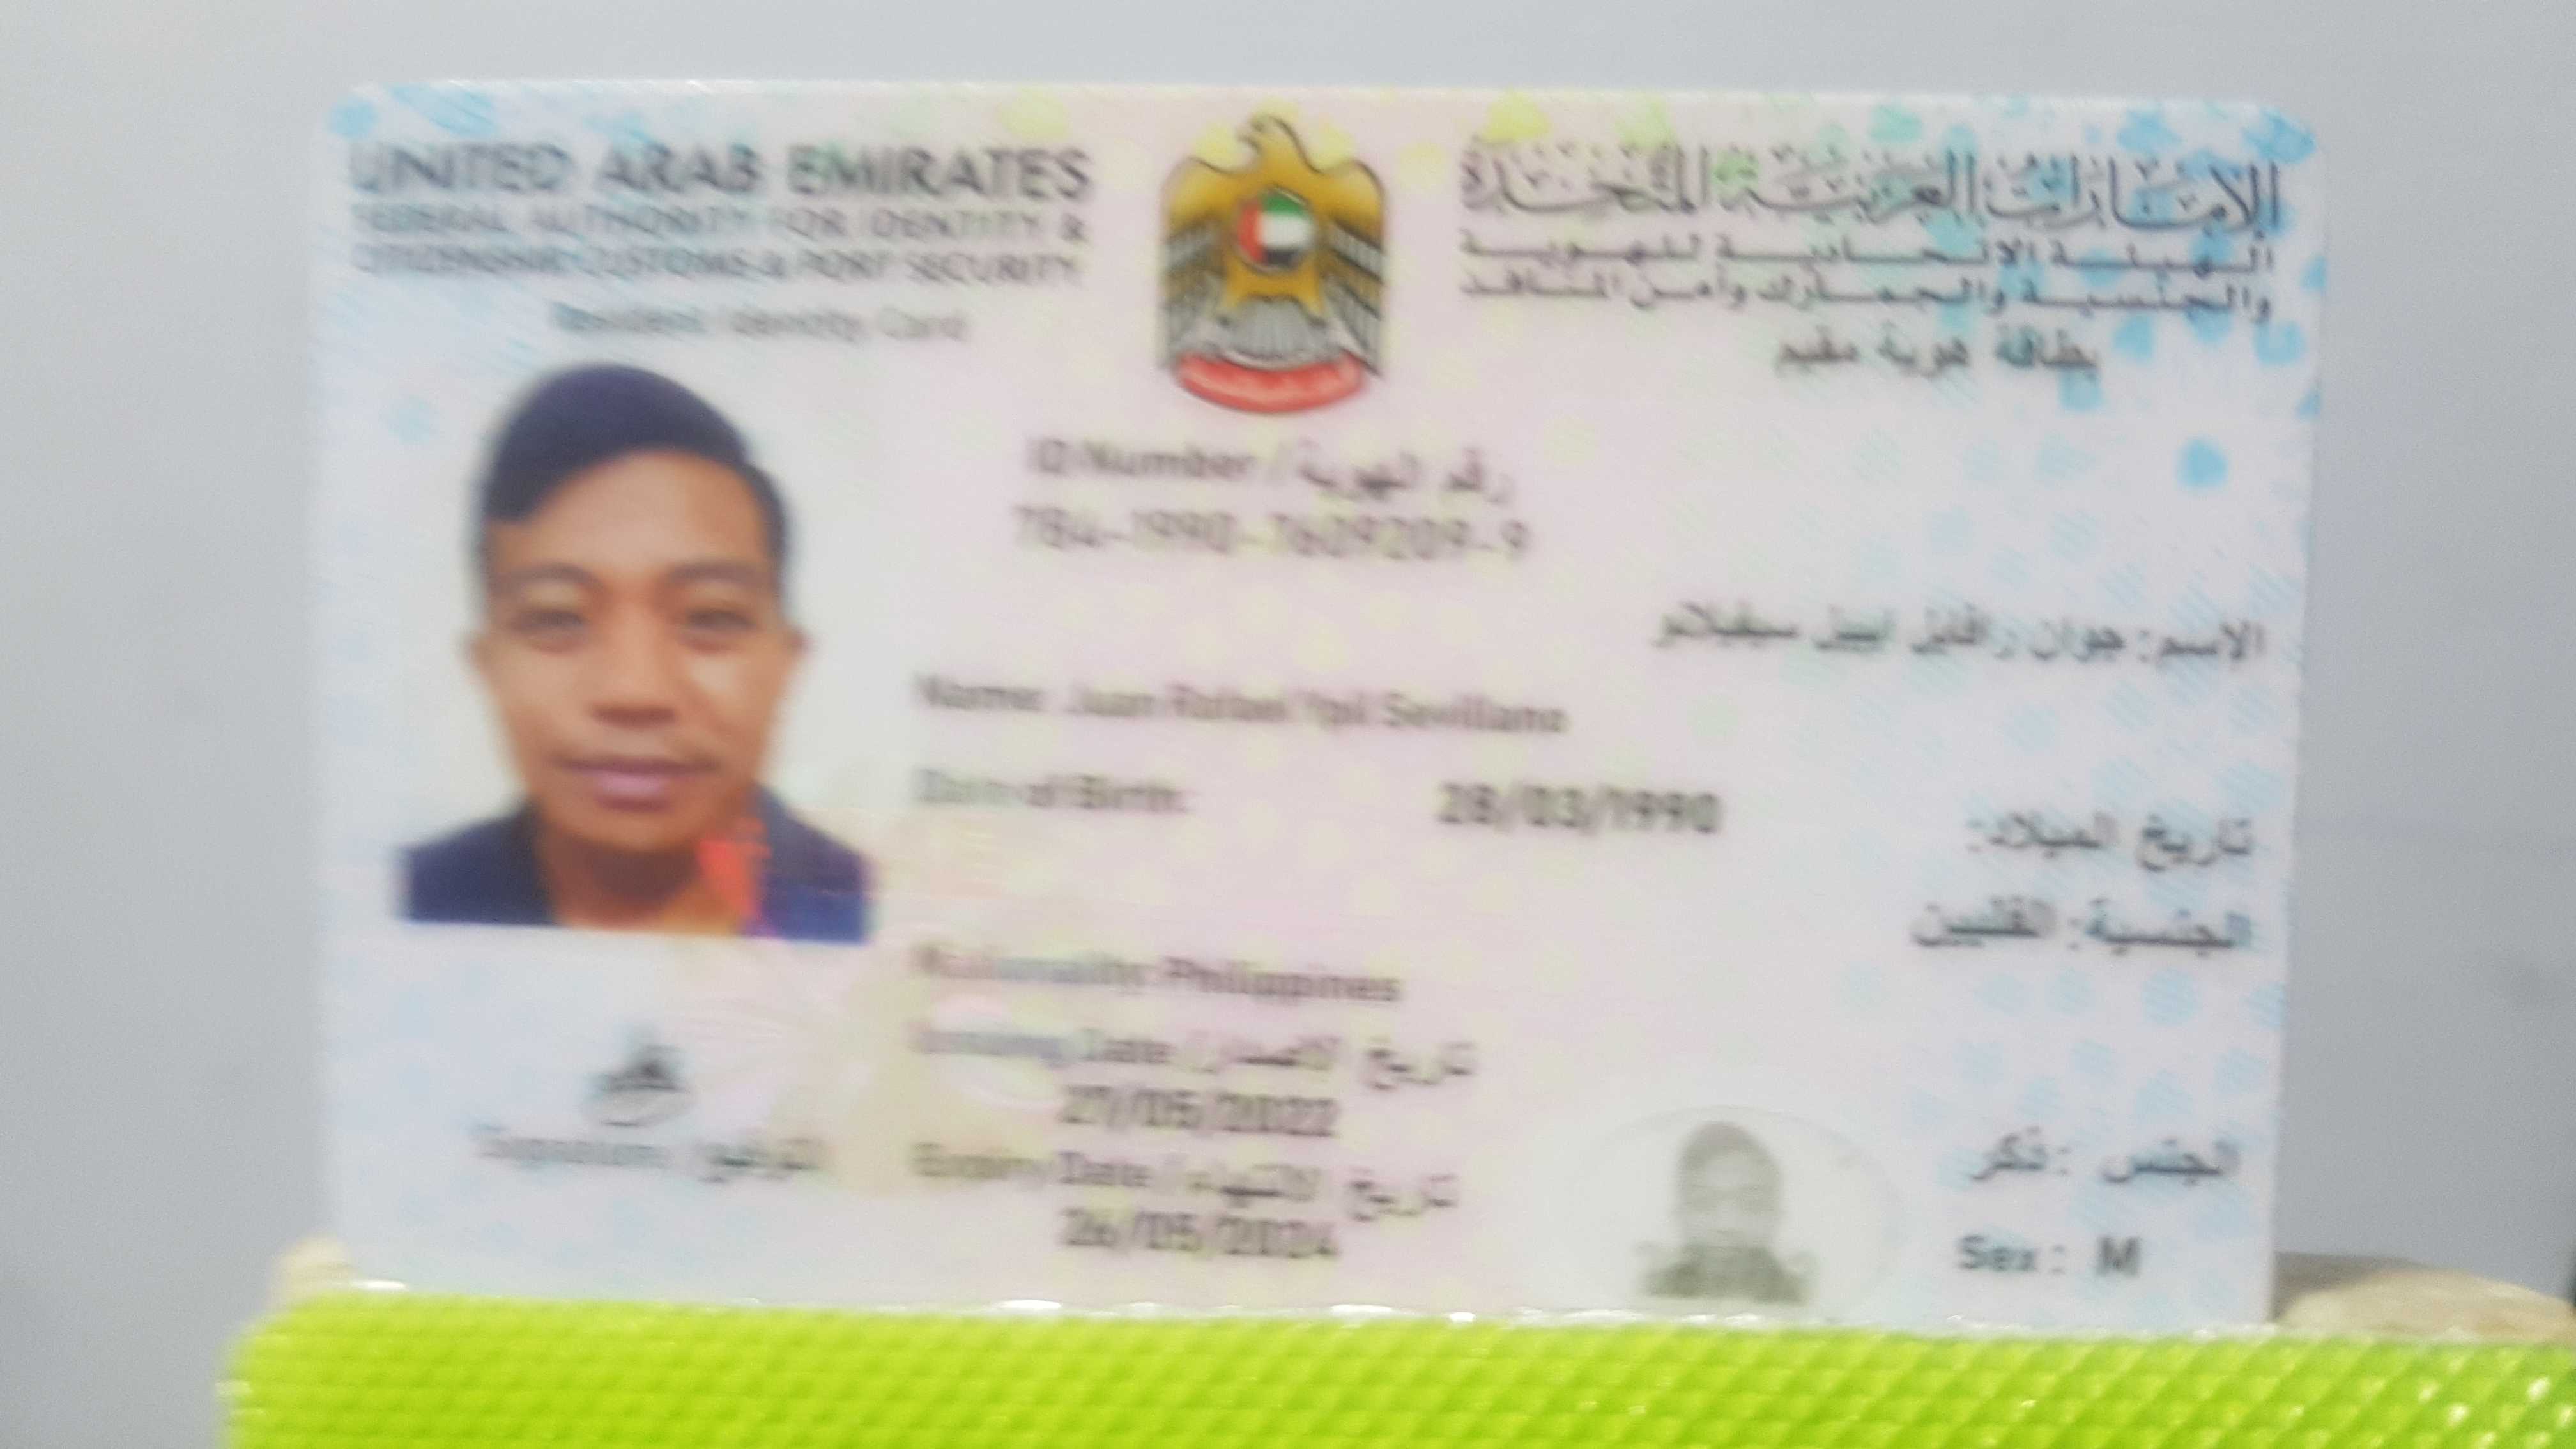 UNITED ARAB EMIRATES
FEDERAL AUTHORITY FOR IDENTITY &
CITIZENSHIP CUSTOMS & PORT SECURITY
Resident Identity Card
الإمارات العربية المتحدة
الهيئة الاتحادية للهوية
والجنسية والجمارك وأمن المنافذ
بطاقة هوية مقيم
ID Number / رقم الهوية
784-1990-7609209-9
الاسم: جوان رافايل ايبيل سيفيلانو
Name: Juan Rafael Ypil Sevillano
Date of Birth: 28/03/1990 تاريخ الميلاد:
الجنسية: الفلبين
Nationality: Philippines
Issuing Date / تاريخ الاصدار
27/05/2022
Expiry Date / تاريخ الانتهاء
26/05/2024
Signature / التوقيع
الجنس : ذكر
Sex : M